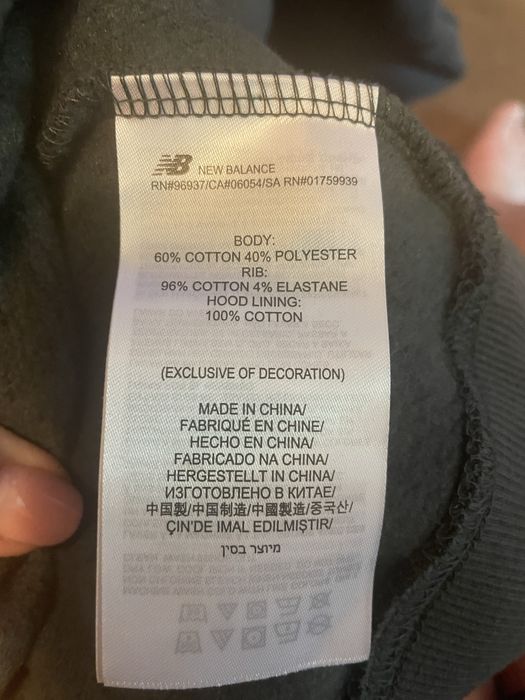 NB NEW BALANCE
RN#96937/CA#06054/SA RN#01759939
BODY:
60% COTTON 40% POLYESTER
RIB:
96% COTTON 4% ELASTANE
HOOD LINING:
100% COTTON
(EXCLUSIVE OF DECORATION)
MADE IN CHINA/
FABRIQUÉ EN CHINE/
HECHO EN CHINA/
FABRICADO NA CHINA/
HERGESTELLT IN CHINA/
ИЗГОТОВЛЕНО В КИТАЕ/
中国製/中国制造/中國製造/중국산/
ÇIN'DE IMAL EDILMIŞTIR/
מיוצר בסין